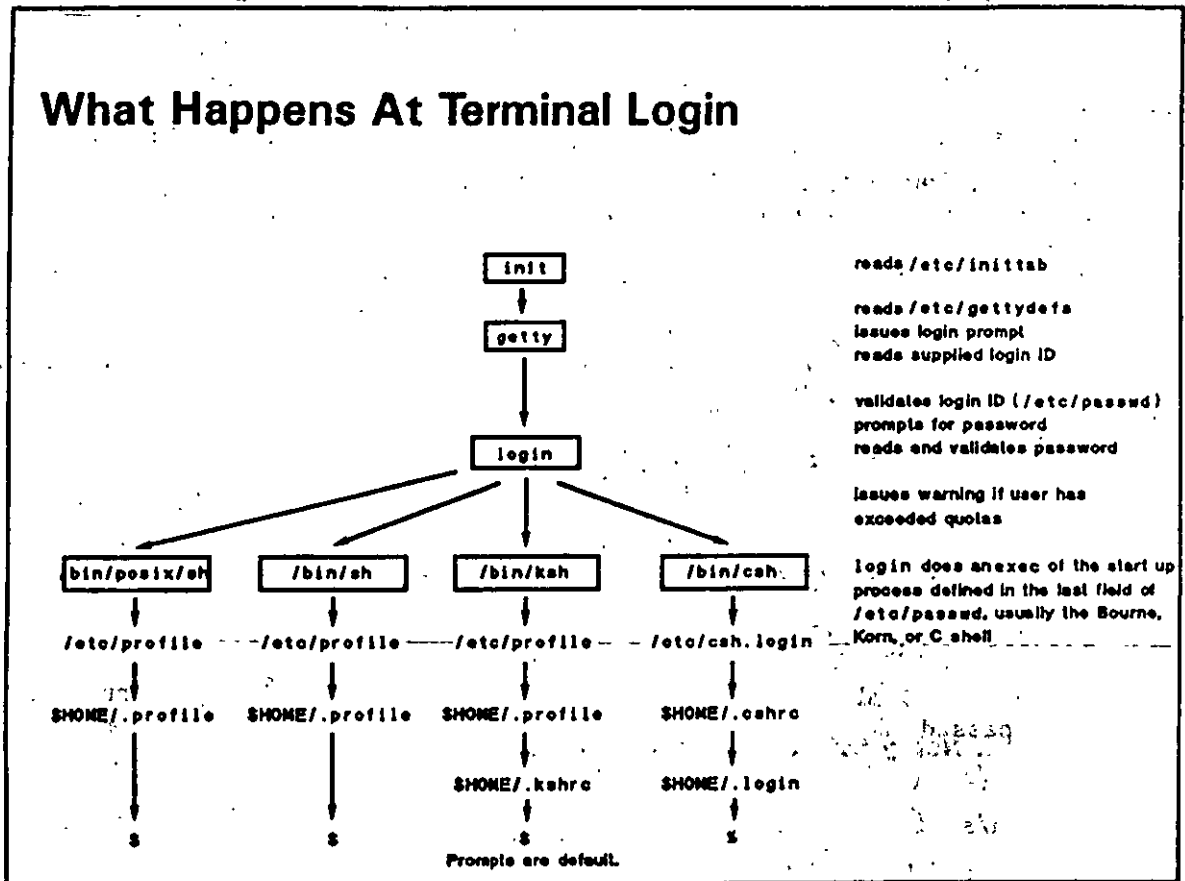 What Happens At Terminal Login
init
reads /etc/inittab
getty
reads /etc/gettydefs
issues login prompt
reads supplied login ID
login
validates login ID (/etc/passwd)
prompts for password
reads and validates password
issues warning if user has
exceeded quotas
bin/posix/sh
/bin/sh
/bin/ksh
/bin/csh
login does an exec of the start up
process defined in the last field of
/etc/passwd, usually the Bourne,
Korn, or C shell
/etc/profile
/etc/profile
/etc/profile
/etc/csh.login
$HOME/.profile
$HOME/.profile
$HOME/.profile
$HOME/.cshrc
$HOME/.kshrc
$HOME/.login
$
$
$
%
Prompts are default.